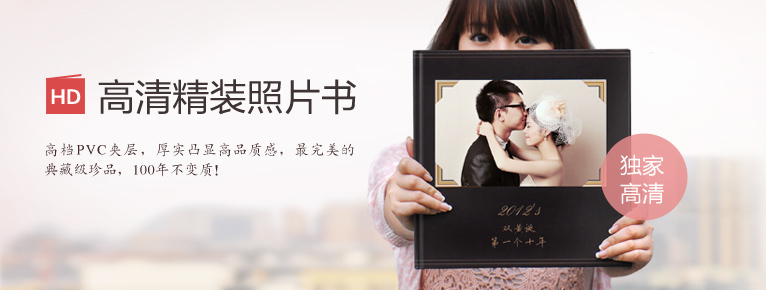 HD 高清精装照片书
高档PVC夹层，厚实凸显高品质感，最完美的
典藏级珍品，100年不变质！
独家
高清
2012's
双黄诞
第一个十年